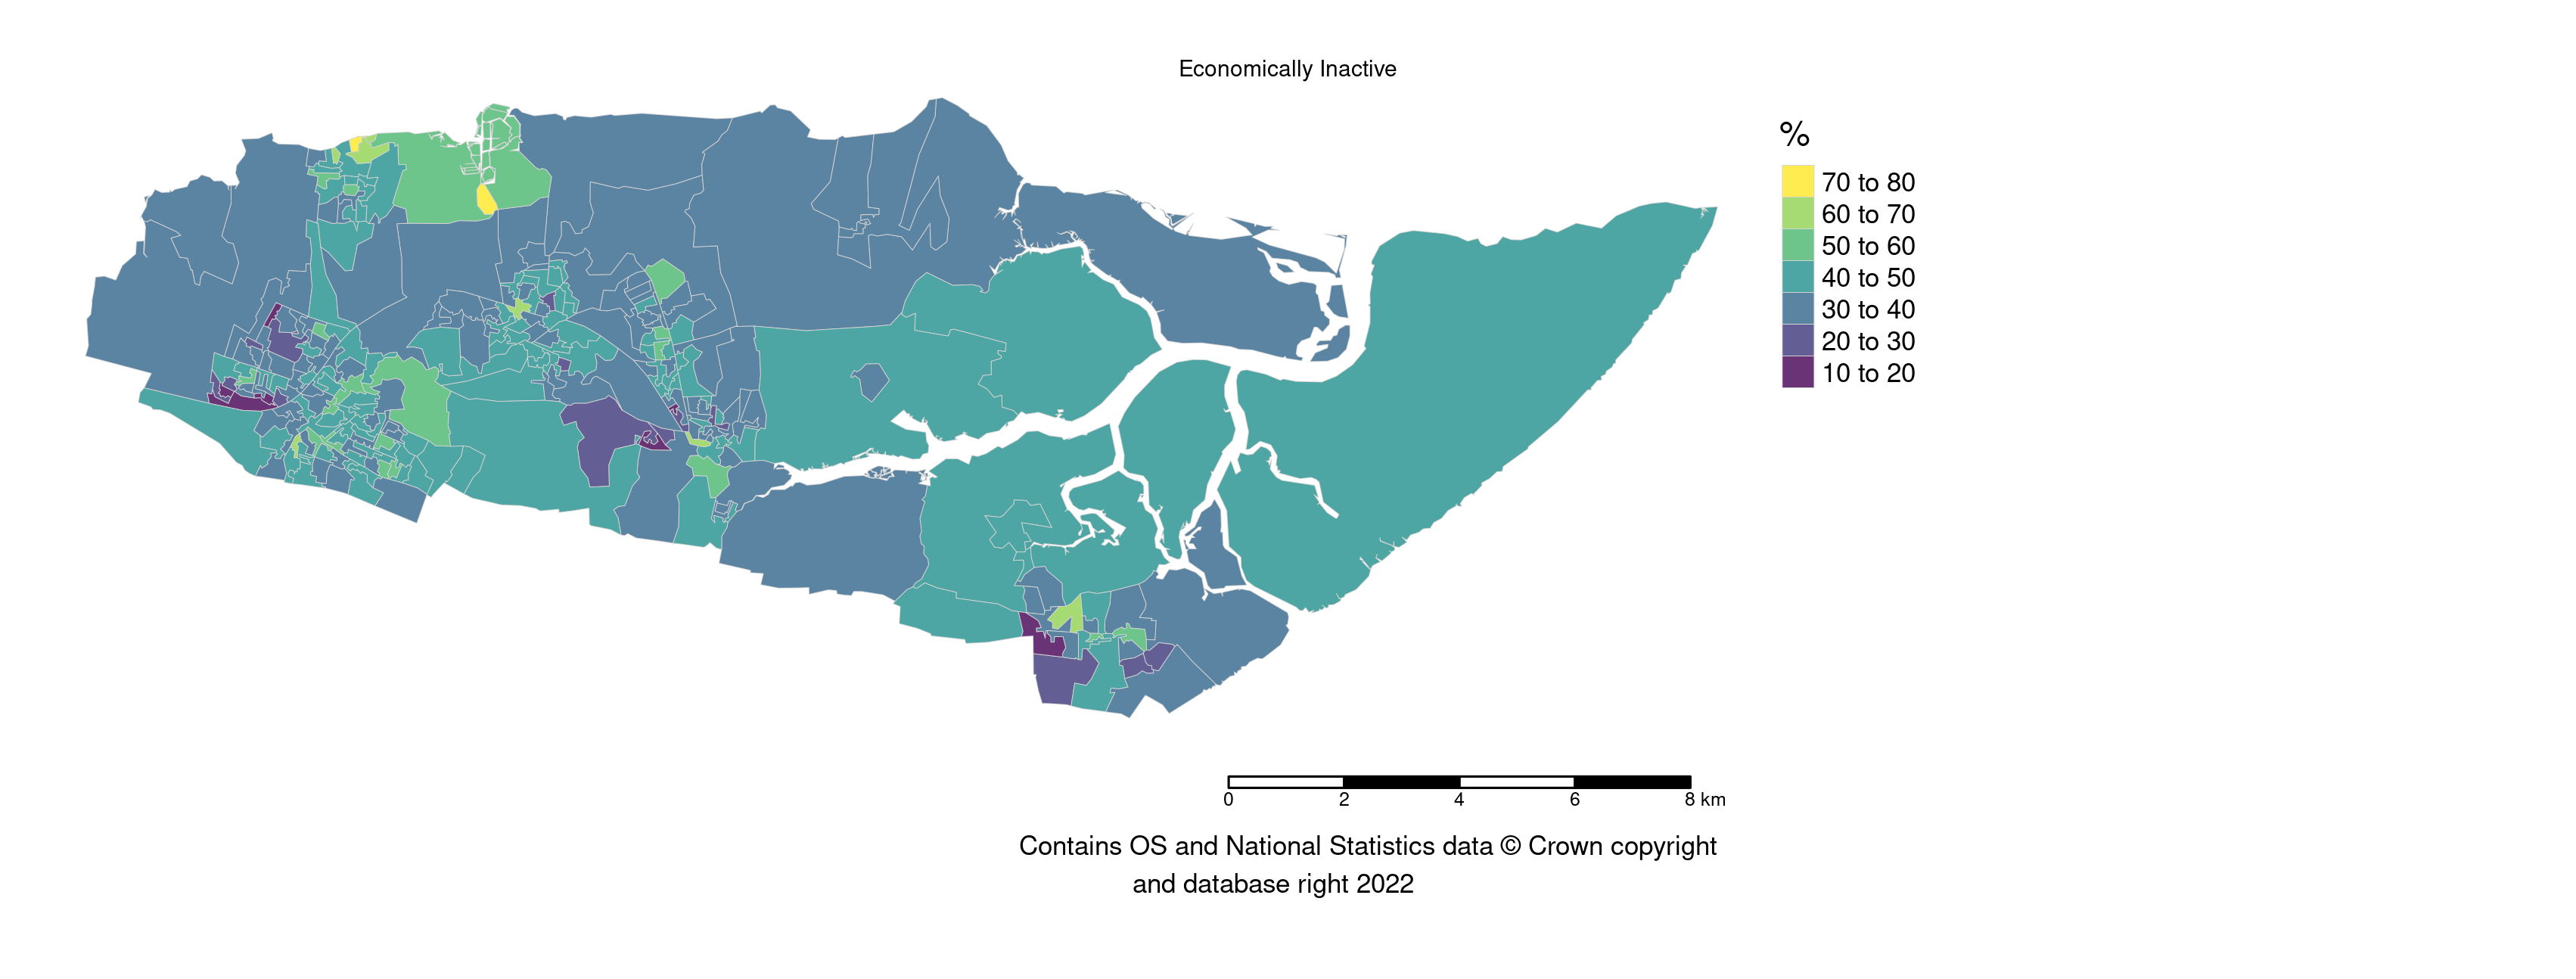 Economically Inactive
%
70 to 80
60 to 70
50 to 60
40 to 50
30 to 40
20 to 30
10 to 20
0 2 4 6 8 km
Contains OS and National Statistics data © Crown copyright
and database right 2022